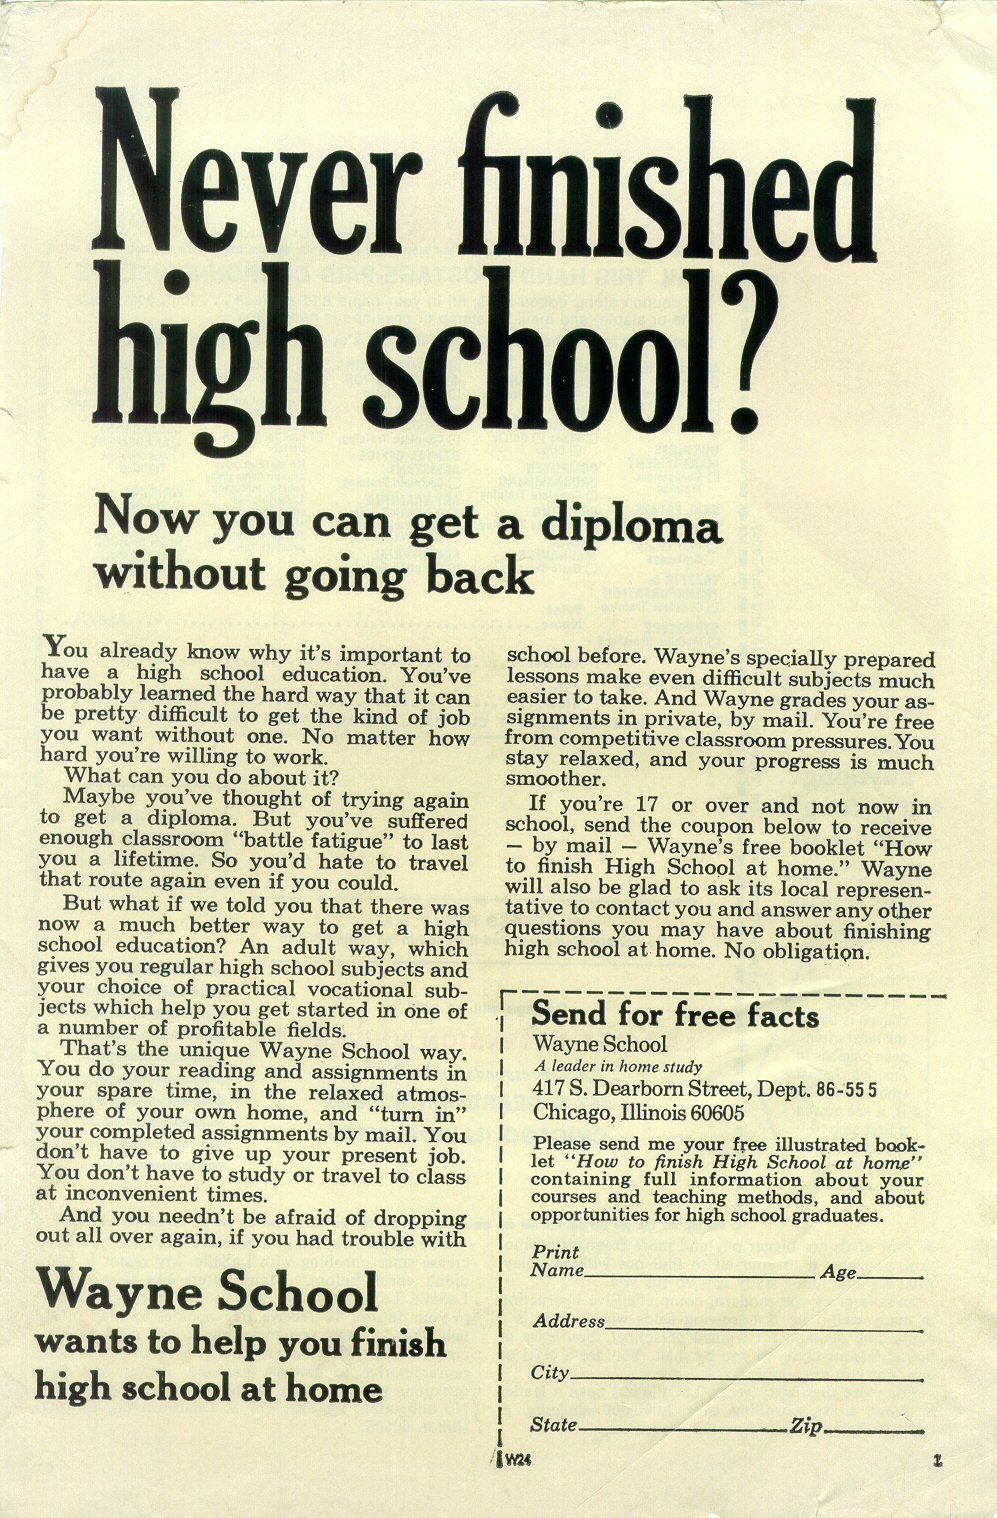 Never finished
high school?
Now you can get a diploma
without going back
You already know why it's important to
have a high school education. You've
probably learned the hard way that it can
be pretty difficult to get the kind of job
you want without one. No matter how
hard you're willing to work.
What can you do about it?
Maybe you've thought of trying again
to get a diploma. But you've suffered
enough classroom “battle fatigue” to last
you a lifetime. So you'd hate to travel
that route again even if you could.
But what if we told you that there was
now a much better way to get a high
school education? An adult way, which
gives you regular high school subjects and
your choice of practical vocational sub-
jects which help you get started in one of
a number of profitable fields.
That's the unique Wayne School way.
You do your reading and assignments in
your spare time, in the relaxed atmos-
phere of your own home, and “turn in”
your completed assignments by mail. You
don't have to give up your present job.
You don't have to study or travel to class
at inconvenient times.
And you needn't be afraid of dropping
out all over again, if you had trouble with
school before. Wayne's specially prepared
lessons make even difficult subjects much
easier to take. And Wayne grades your as-
signments in private, by mail. You're free
from competitive classroom pressures. You
stay relaxed, and your progress is much
smoother.
If you're 17 or over and not now in
school, send the coupon below to receive
— by mail — Wayne's free booklet “How
to finish High School at home.” Wayne
will also be glad to ask its local represen-
tative to contact you and answer any other
questions you may have about finishing
high school at home. No obligation.
Wayne School
wants to help you finish
high school at home
Send for free facts
Wayne School
A leader in home study
417 S. Dearborn Street, Dept. 86-555
Chicago, Illinois 60605
Please send me your free illustrated book-
let “How to finish High School at home”
containing full information about your
courses and teaching methods, and about
opportunities for high school graduates.
Print
Name Age
Address
City
State Zip
W24
1